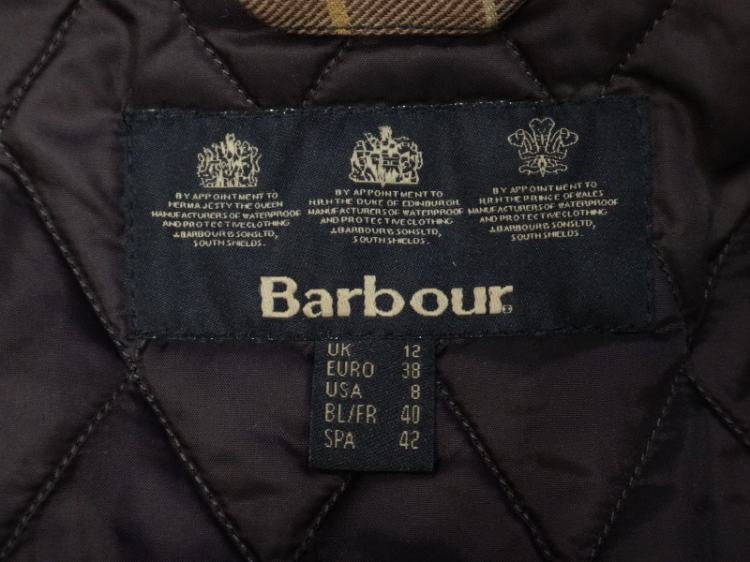 BY APPOINTMENT TO
HER MAJESTY THE QUEEN
MANUFACTURERS OF WATERPROOF
AND PROTECTIVE CLOTHING
J.BARBOUR & SONS LTD,
SOUTH SHIELDS.
BY APPOINTMENT TO
H.R.H THE DUKE OF EDINBURGH
MANUFACTURERS OF WATERPROOF
AND PROTECTIVE CLOTHING
J.BARBOUR & SONS LTD,
SOUTH SHIELDS.
BY APPOINTMENT TO
H.R.H THE PRINCE OF WALES
MANUFACTURERS OF WATERPROOF
AND PROTECTIVE CLOTHING
J.BARBOUR & SONS LTD,
SOUTH SHIELDS.
Barbour
UK 12
EURO 38
USA 8
BL/FR 40
SPA 42